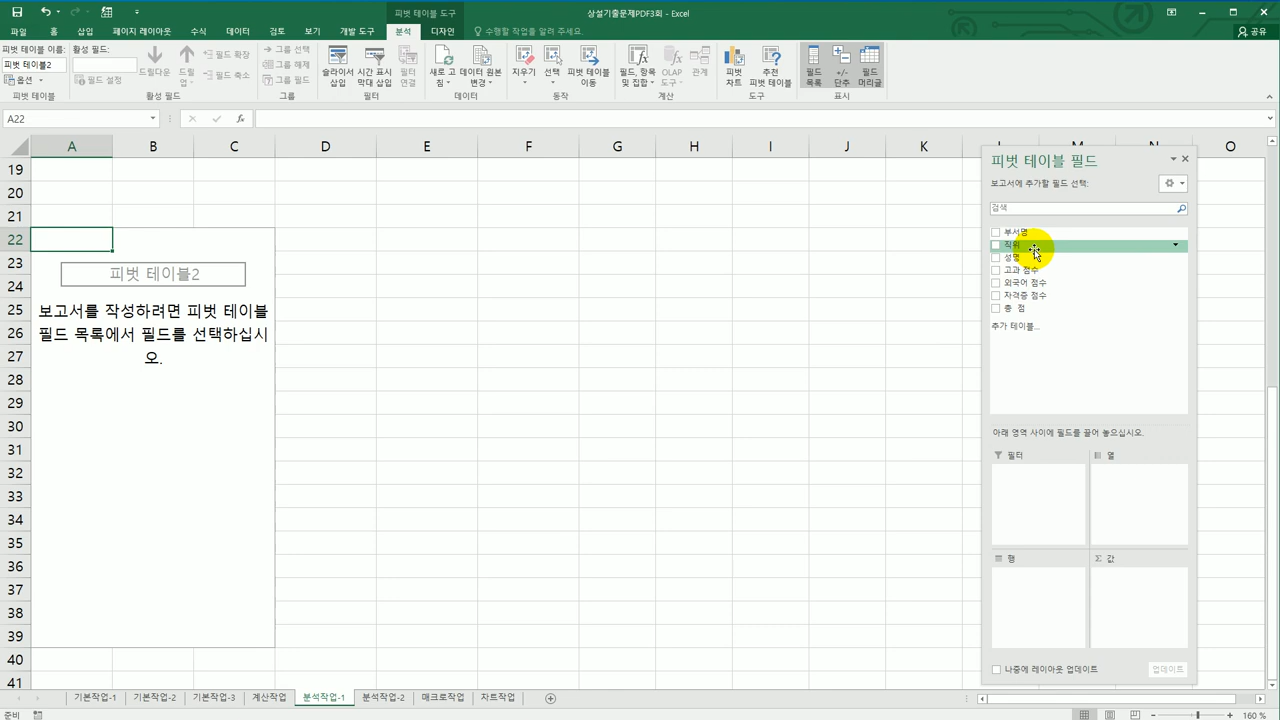 피벗 테이블 도구
상설기출문제PDF3회 - Excel
파일 홈 삽입 페이지 레이아웃 수식 데이터 검토 보기 개발 도구 분석 디자인 수행할 작업을 알려 주세요. 공유
피벗 테이블 이름:
피벗 테이블2
옵션
피벗 테이블
활성 필드:
필드 설정
드릴다운
드릴업
필드 확장
필드 축소
활성 필드
그룹 선택
그룹 해제
그룹 필드
그룹
슬라이서 삽입
시간 표시 막대 삽입
필터 연결
필터
새로 고침
데이터 원본 변경
데이터
지우기
선택
피벗 테이블 이동
동작
필드, 항목 및 집합
OLAP 도구
관계
계산
피벗 차트
추천 피벗 테이블
도구
필드 목록
+/- 단추
필드 머리글
표시
A22
fx
A B C D E F G H I J K M N O
19
20
21
22
23
피벗 테이블2
24
25
보고서를 작성하려면 피벗 테이블
26
필드 목록에서 필드를 선택하십시
27
오.
28
29
30
31
32
33
34
35
36
37
38
39
40
41
피벗 테이블 필드
보고서에 추가할 필드 선택:
검색
부서명
직위
성명
고과 점수
외국어 점수
자격증 점수
총 점
추가 테이블...
아래 영역 사이에 필드를 끌어 놓으십시오.
필터
열
행
Σ 값
나중에 레이아웃 업데이트
업데이트
기본작업-1 기본작업-2 기본작업-3 계산작업 분석작업-1 분석작업-2 매크로작업 차트작업
준비
160 %